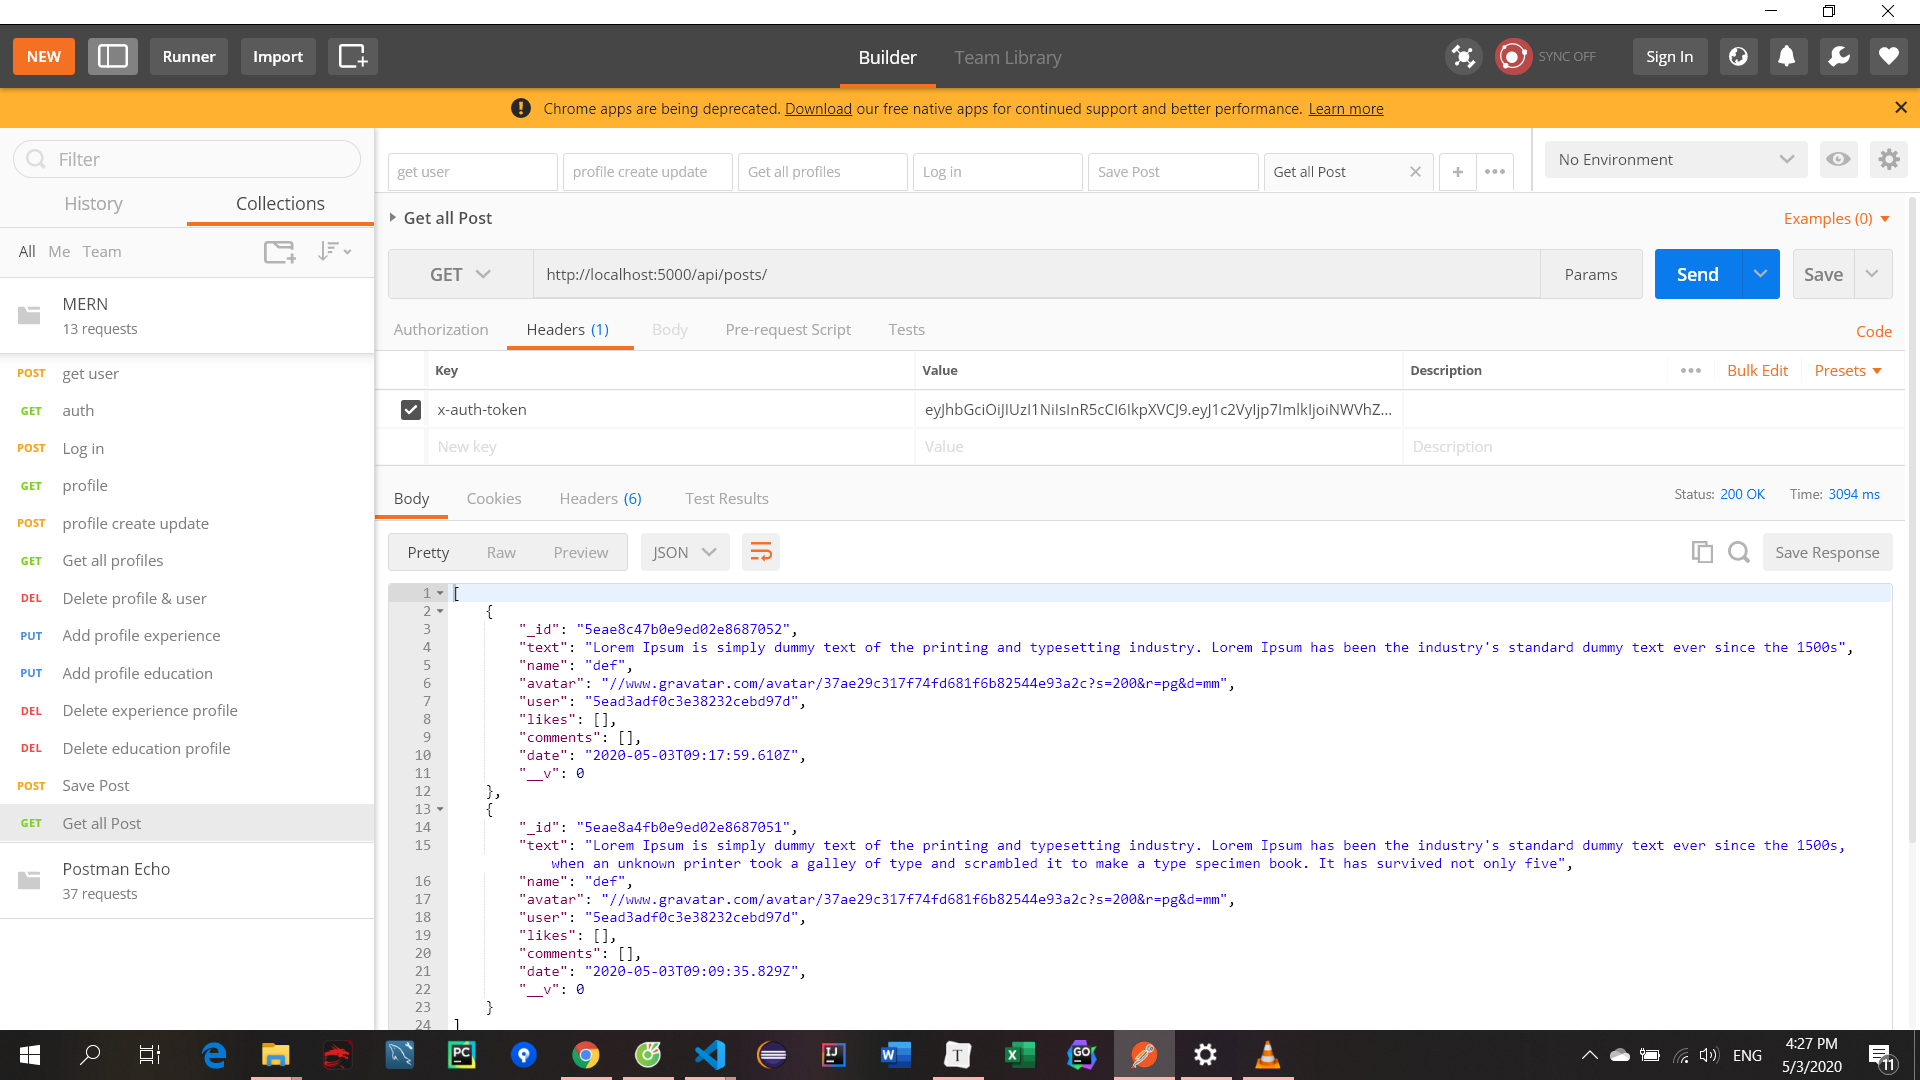 NEW
Runner
Import
Builder
Team Library
SYNC OFF
Sign In
Chrome apps are being deprecated. Download our free native apps for continued support and better performance. Learn more
Filter
History
Collections
All
Me
Team
MERN
13 requests
POST get user
GET auth
POST Log in
GET profile
POST profile create update
GET Get all profiles
DEL Delete profile & user
PUT Add profile experience
PUT Add profile education
DEL Delete experience profile
DEL Delete education profile
POST Save Post
GET Get all Post
Postman Echo
37 requests
get user
profile create update
Get all profiles
Log in
Save Post
Get all Post
No Environment
Get all Post
Examples (0)
GET
http://localhost:5000/api/posts/
Params
Send
Save
Authorization
Headers (1)
Body
Pre-request Script
Tests
Code
Key
Value
Description
Bulk Edit
Presets
x-auth-token
eyJhbGciOiJIUzI1NiIsInR5cCI6IkpXVCJ9.eyJ1c2VyIjp7ImlkIjoiNWVhZ...
New key
Value
Description
Body
Cookies
Headers (6)
Test Results
Status: 200 OK
Time: 3094 ms
Pretty
Raw
Preview
JSON
Save Response
1 [
2 {
3 "_id": "5eae8c47b0e9ed02e8687052",
4 "text": "Lorem Ipsum is simply dummy text of the printing and typesetting industry. Lorem Ipsum has been the industry's standard dummy text ever since the 1500s",
5 "name": "def",
6 "avatar": "//www.gravatar.com/avatar/37ae29c317f74fd681f6b82544e93a2c?s=200&r=pg&d=mm",
7 "user": "5ead3adf0c3e38232cebd97d",
8 "likes": [],
9 "comments": [],
10 "date": "2020-05-03T09:17:59.610Z",
11 "__v": 0
12 },
13 {
14 "_id": "5eae8a4fb0e9ed02e8687051",
15 "text": "Lorem Ipsum is simply dummy text of the printing and typesetting industry. Lorem Ipsum has been the industry's standard dummy text ever since the 1500s,
when an unknown printer took a galley of type and scrambled it to make a type specimen book. It has survived not only five",
16 "name": "def",
17 "avatar": "//www.gravatar.com/avatar/37ae29c317f74fd681f6b82544e93a2c?s=200&r=pg&d=mm",
18 "user": "5ead3adf0c3e38232cebd97d",
19 "likes": [],
20 "comments": [],
21 "date": "2020-05-03T09:09:35.829Z",
22 "__v": 0
23 }
24 ]
ENG
4:27 PM
5/3/2020
11